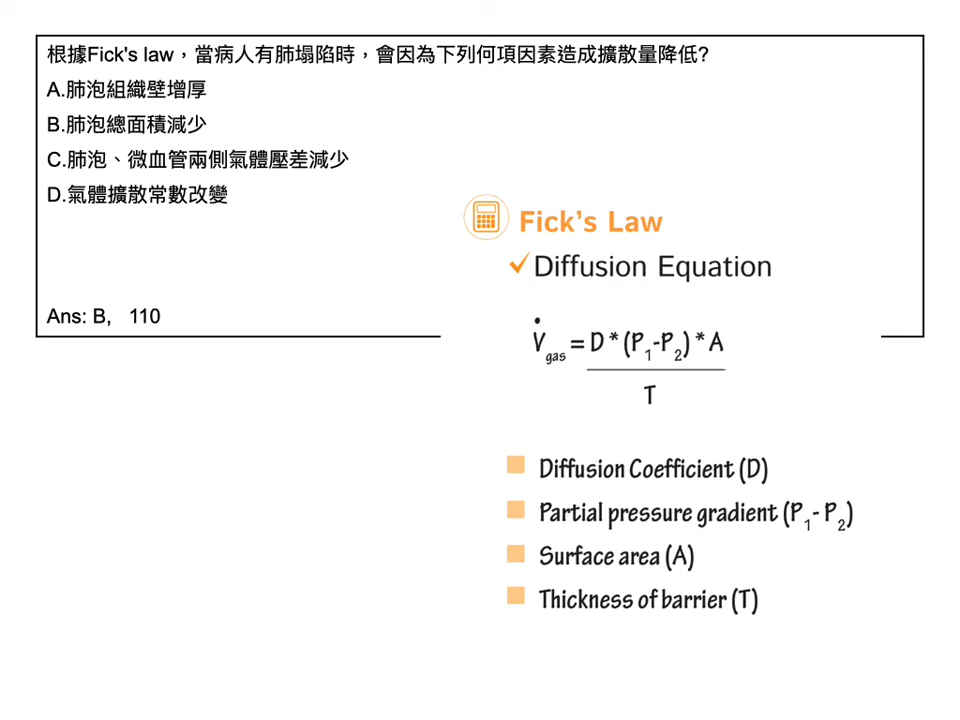 根據Fick's law，當病人有肺塌陷時，會因為下列何項因素造成擴散量降低?
A.肺泡組織壁增厚
B.肺泡總面積減少
C.肺泡、微血管兩側氣體壓差減少
D.氣體擴散常數改變
Ans: B, 110
Fick's Law
✓Diffusion Equation
V̇gas = D * (P1-P2) * A
T
Diffusion Coefficient (D)
Partial pressure gradient (P1- P2)
Surface area (A)
Thickness of barrier (T)